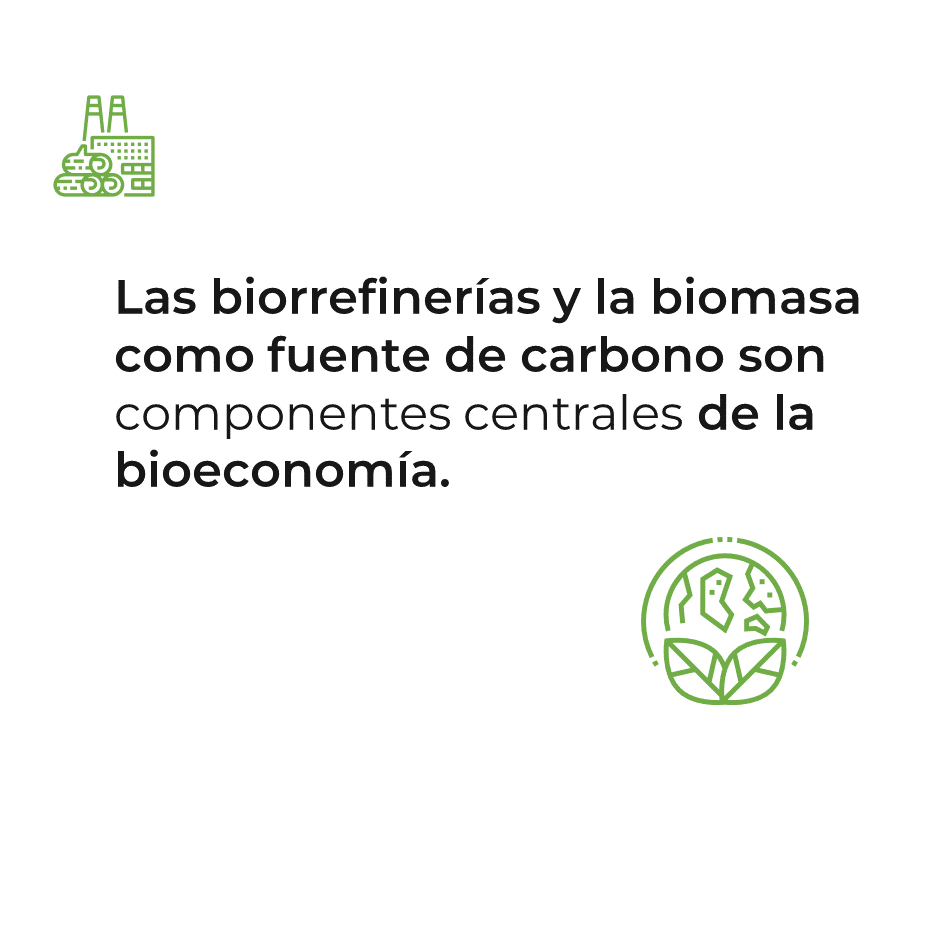 Las biorrefinerías y la biomasa
como fuente de carbono son
componentes centrales de la
bioeconomía.